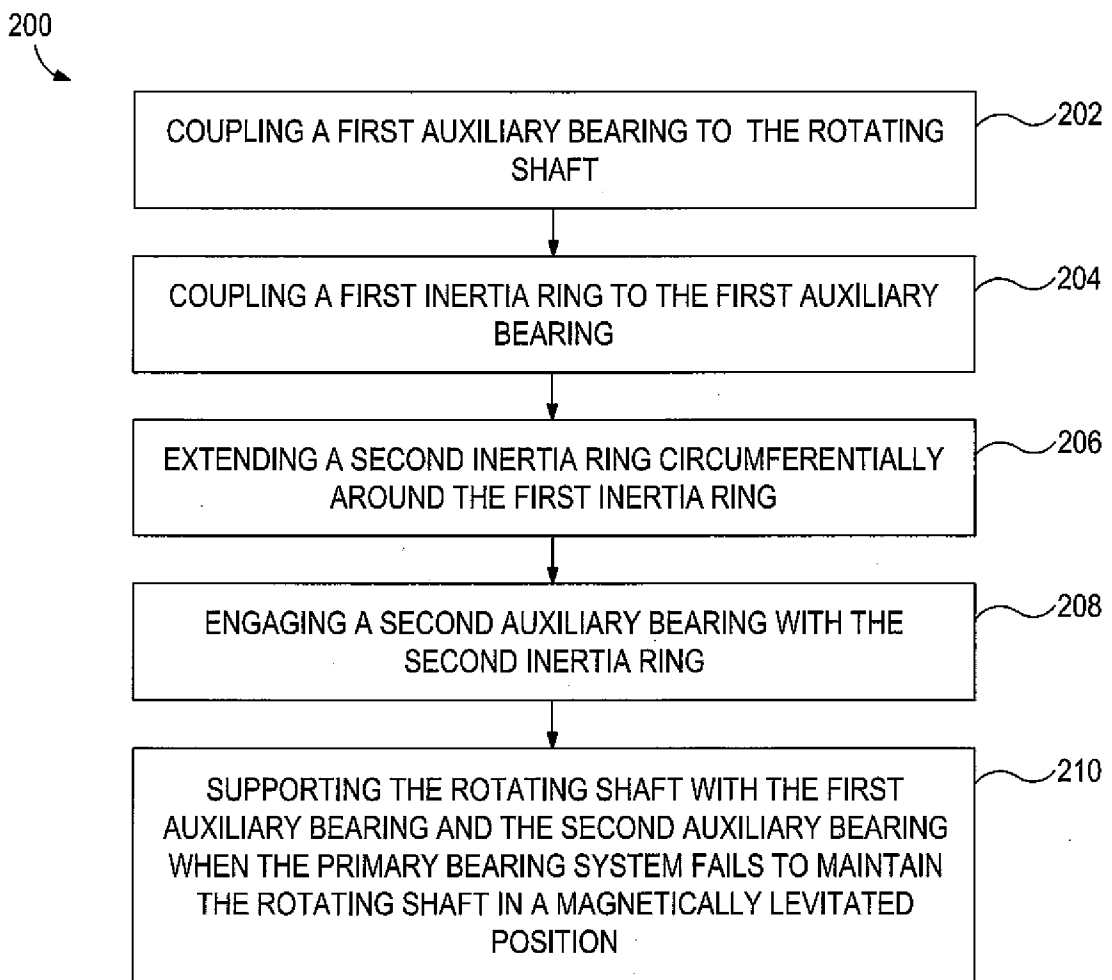 200
COUPLING A FIRST AUXILIARY BEARING TO THE ROTATING
SHAFT
202
COUPLING A FIRST INERTIA RING TO THE FIRST AUXILIARY
BEARING
204
EXTENDING A SECOND INERTIA RING CIRCUMFERENTIALLY
AROUND THE FIRST INERTIA RING
206
ENGAGING A SECOND AUXILIARY BEARING WITH THE
SECOND INERTIA RING
208
SUPPORTING THE ROTATING SHAFT WITH THE FIRST
AUXILIARY BEARING AND THE SECOND AUXILIARY BEARING
WHEN THE PRIMARY BEARING SYSTEM FAILS TO MAINTAIN
THE ROTATING SHAFT IN A MAGNETICALLY LEVITATED
POSITION
210